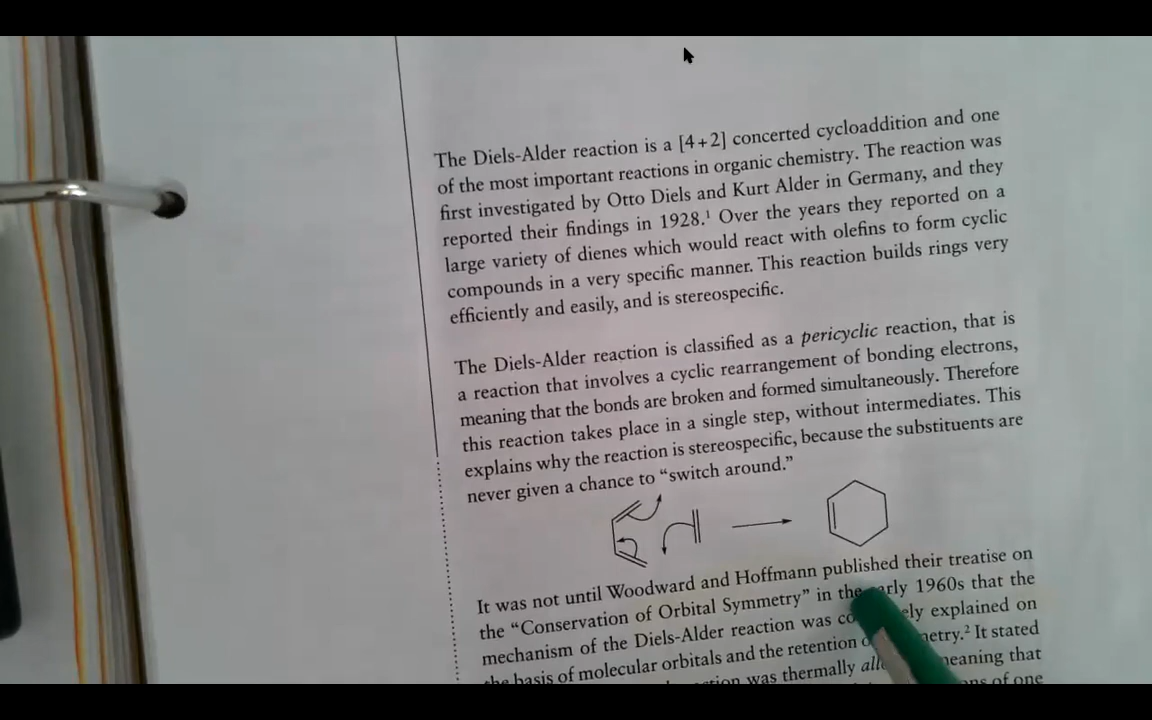 The Diels-Alder reaction is a [4+2] concerted cycloaddition and one
of the most important reactions in organic chemistry. The reaction was
first investigated by Otto Diels and Kurt Alder in Germany, and they
reported their findings in 1928.¹ Over the years they reported on a
large variety of dienes which would react with olefins to form cyclic
compounds in a very specific manner. This reaction builds rings very
efficiently and easily, and is stereospecific.
The Diels-Alder reaction is classified as a pericyclic reaction, that is
a reaction that involves a cyclic rearrangement of bonding electrons,
meaning that the bonds are broken and formed simultaneously. Therefore
this reaction takes place in a single step, without intermediates. This
explains why the reaction is stereospecific, because the substituents are
never given a chance to “switch around.”
It was not until Woodward and Hoffmann published their treatise on
the “Conservation of Orbital Symmetry” in the early 1960s that the
mechanism of the Diels-Alder reaction was explained on
the basis of molecular orbitals and the retention It stated
was thermally meaning that
of one